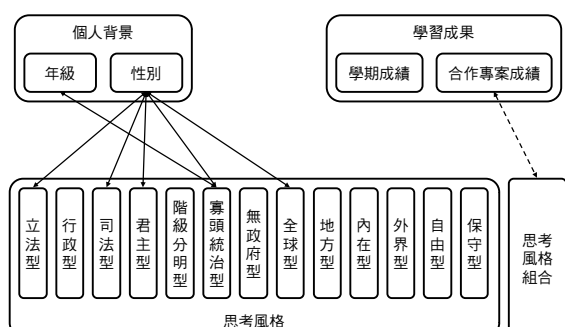 個人背景
年級
性別
學習成果
學期成績
合作專案成績
立法型
行政型
司法型
君主型
階級分明型
寡頭統治型
無政府型
全球型
地方型
內在型
外界型
自由型
保守型
思考風格
思考
風格
組合